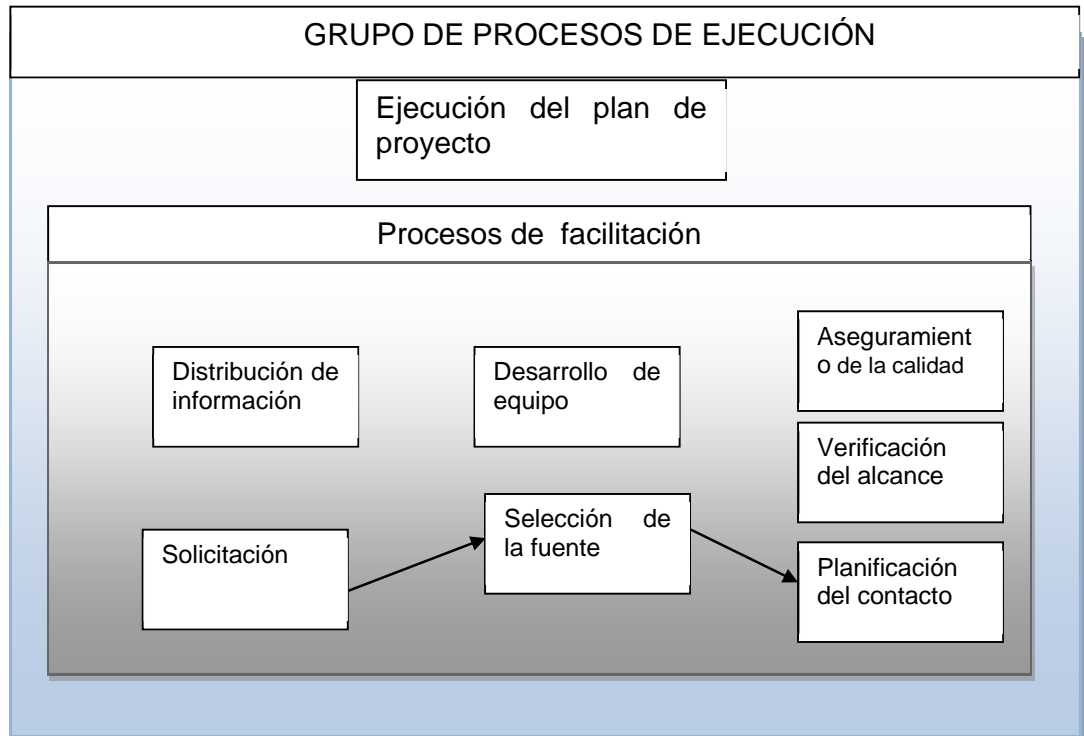 GRUPO DE PROCESOS DE EJECUCIÓN
Ejecución del plan de
proyecto
Procesos de facilitación
Distribución de
información
Desarrollo de
equipo
Aseguramient
o de la calidad
Verificación
del alcance
Solicitación
Selección de
la fuente
Planificación
del contacto